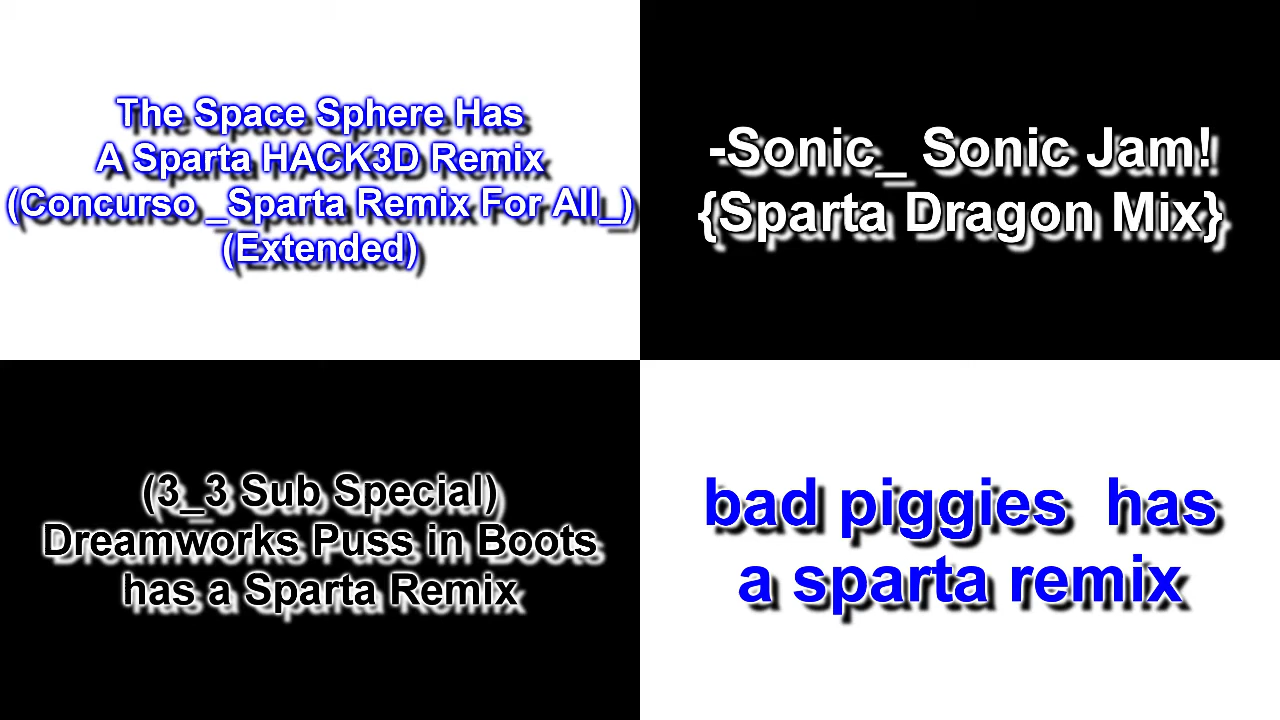 The Space Sphere Has
A Sparta HACK3D Remix
(Concurso _Sparta Remix For All_)
(Extended)
-Sonic_ Sonic Jam!
{Sparta Dragon Mix}
(3_3 Sub Special)
Dreamworks Puss in Boots
has a Sparta Remix
bad piggies  has
a sparta remix